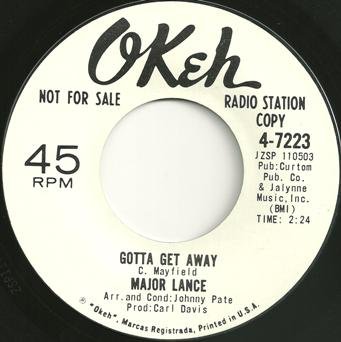 OKeh
NOT FOR SALE
RADIO STATION
COPY
45
RPM
4-7223
JZSP 110503
Pub: Curtom
Pub. Co.
& Jalynne
Music, Inc.
(BMI)
TIME: 2:24
GOTTA GET AWAY
C. Mayfield
MAJOR LANCE
Arr. and Cond: Johnny Pate
Prod: Carl Davis
"Okeh", Marcas Registrada, Printed in U.S.A.